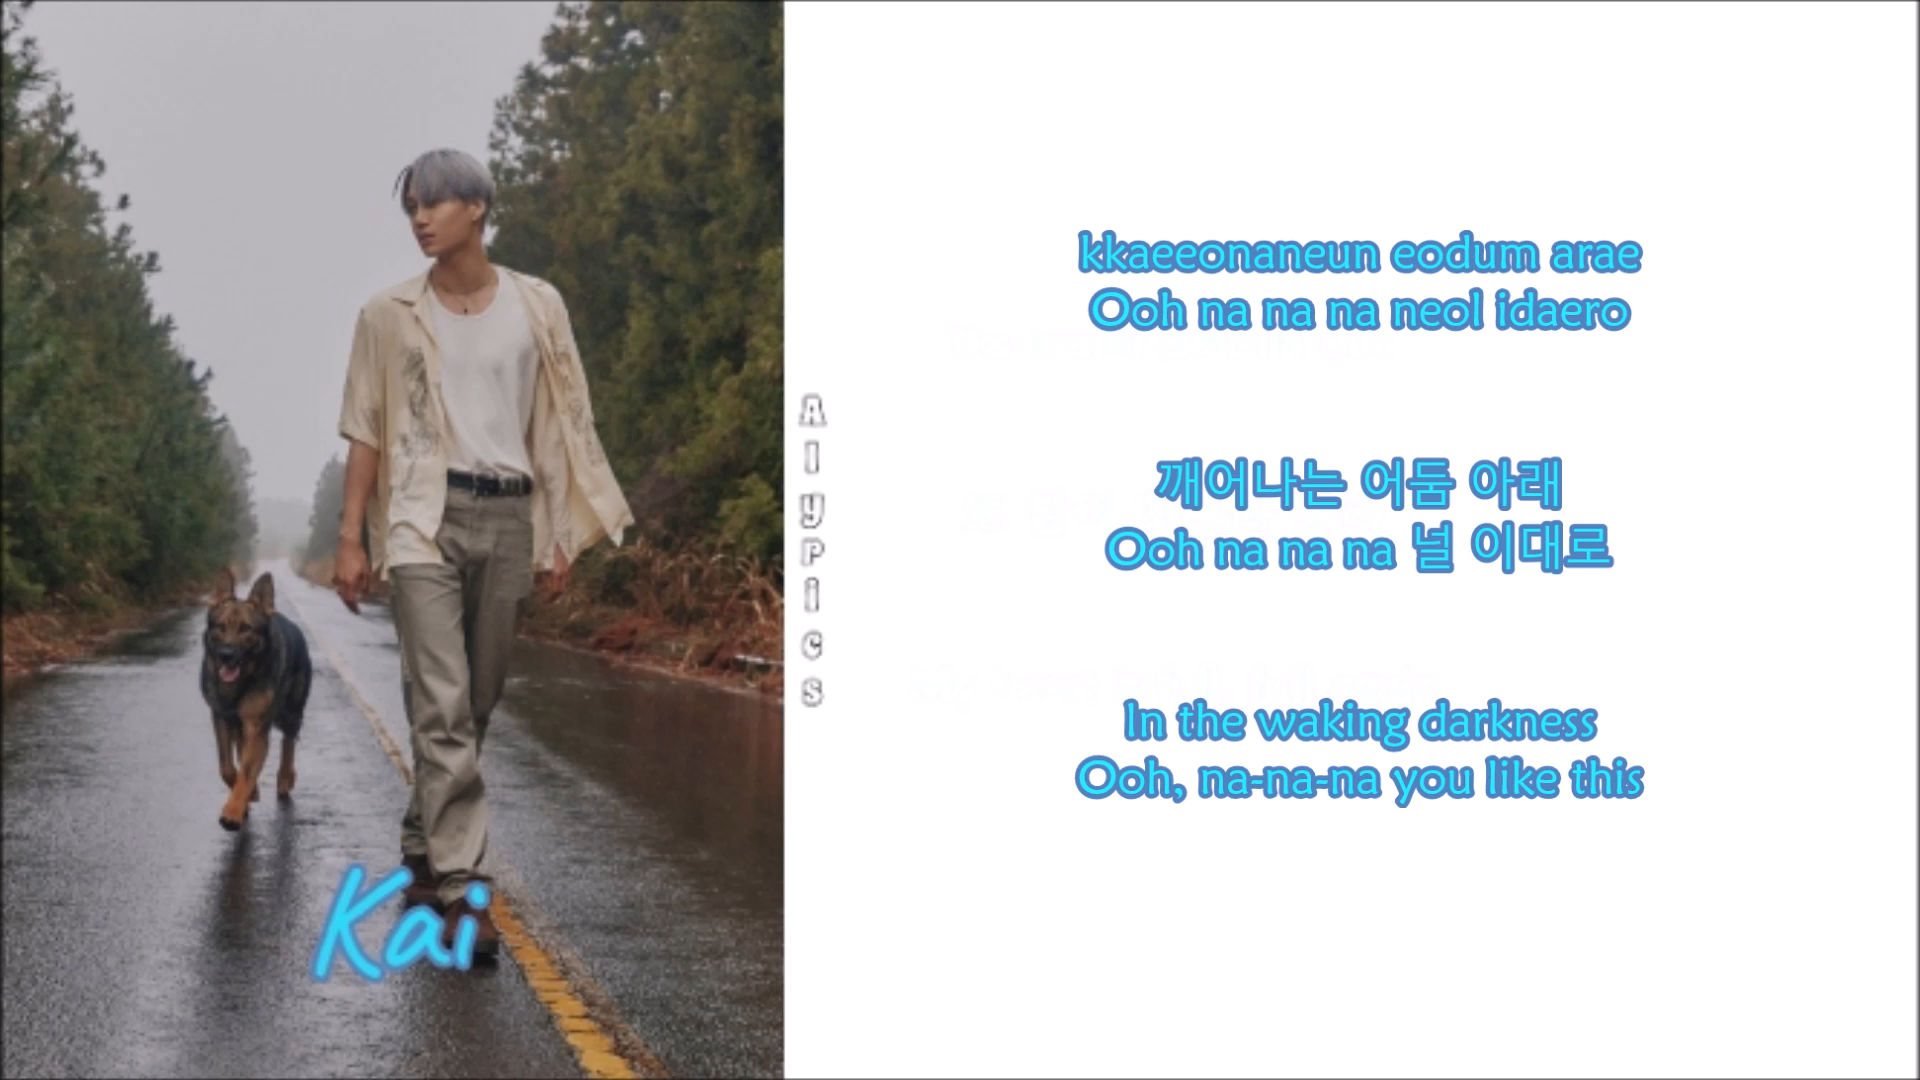 kkaeeonaneun eodum arae
Ooh na na na neol idaero
깨어나는 어둠 아래
Ooh na na na 널 이대로
In the waking darkness
Ooh, na-na-na you like this
Kai
AlyPics